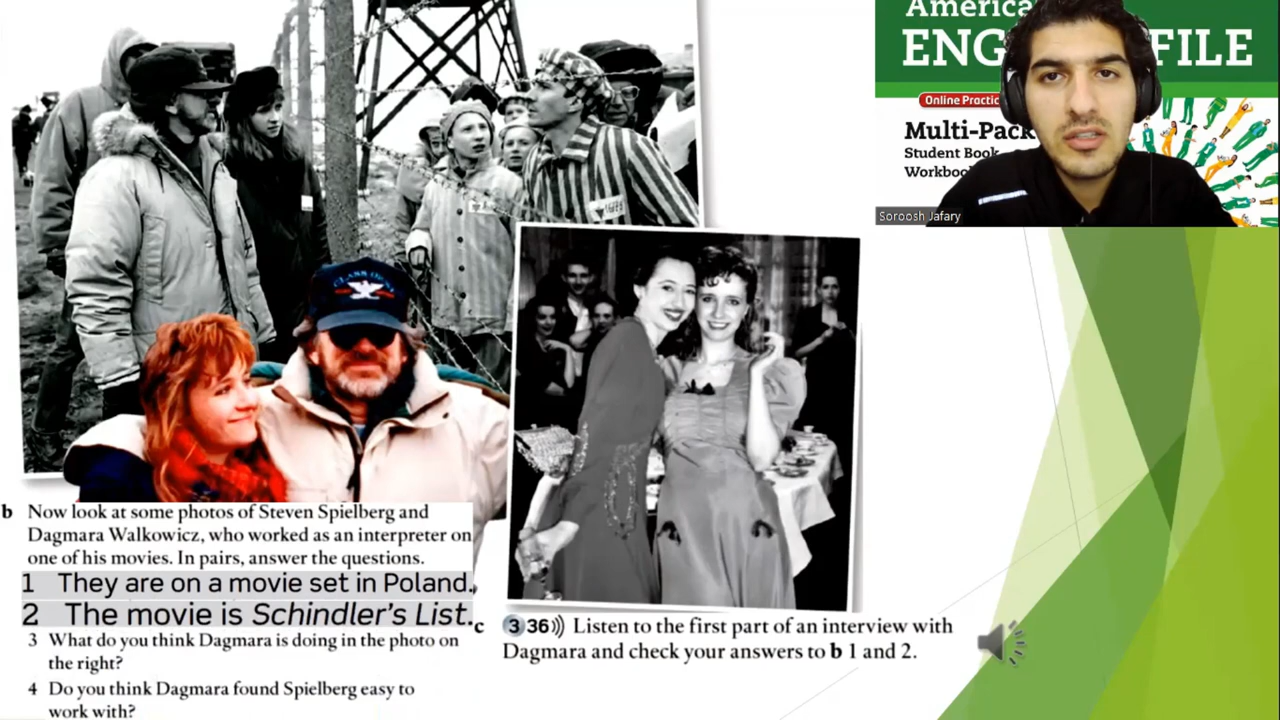 America
ENG FILE
Online Practic
Multi-Pack
Student Book
Workboo
Soroosh Jafary
CLASS OF
b Now look at some photos of Steven Spielberg and
Dagmara Walkowicz, who worked as an interpreter on
one of his movies. In pairs, answer the questions.
1 They are on a movie set in Poland.
2 The movie is Schindler's List.
3 What do you think Dagmara is doing in the photo on
the right?
4 Do you think Dagmara found Spielberg easy to
work with?
c 3 36 Listen to the first part of an interview with
Dagmara and check your answers to b 1 and 2.